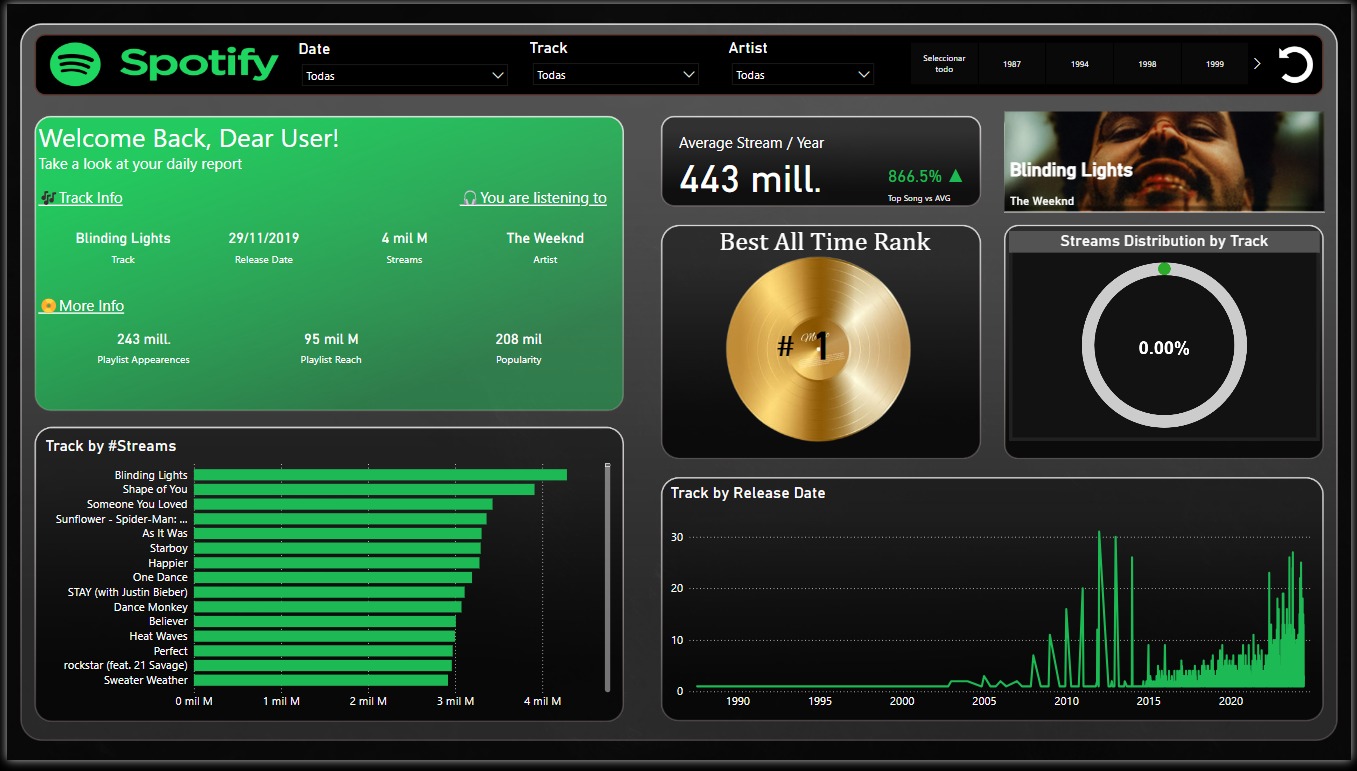 Spotify
Date
Todas
Track
Todas
Artist
Todas
Seleccionar
todo
1987
1994
1998
1999
Welcome Back, Dear User!
Take a look at your daily report
Track Info
You are listening to
Blinding Lights
Track
29/11/2019
Release Date
4 mil M
Streams
The Weeknd
Artist
More Info
243 mill.
Playlist Appearences
95 mil M
Playlist Reach
208 mil
Popularity
Average Stream / Year
443 mill.
866.5%
Top Song vs AVG
Blinding Lights
The Weeknd
Best All Time Rank
# 1
Streams Distribution by Track
0.00%
Track by #Streams
Blinding Lights
Shape of You
Someone You Loved
Sunflower - Spider-Man: ...
As It Was
Starboy
Happier
One Dance
STAY (with Justin Bieber)
Dance Monkey
Believer
Heat Waves
Perfect
rockstar (feat. 21 Savage)
Sweater Weather
0 mil M
1 mil M
2 mil M
3 mil M
4 mil M
Track by Release Date
30
20
10
0
1990
1995
2000
2005
2010
2015
2020